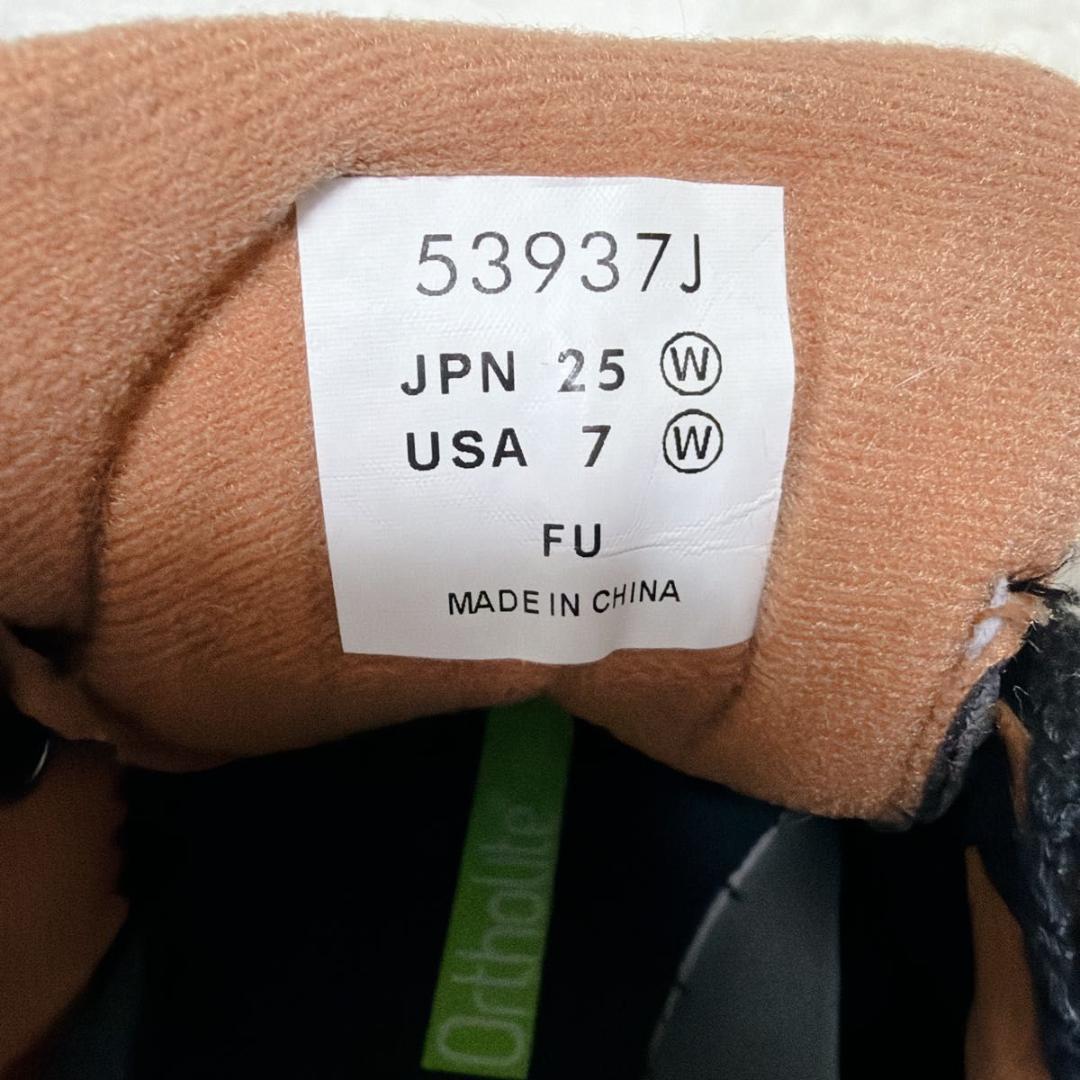 53937J
JPN 25 Ⓦ
USA 7 Ⓦ
FU
MADE IN CHINA
Ortholite